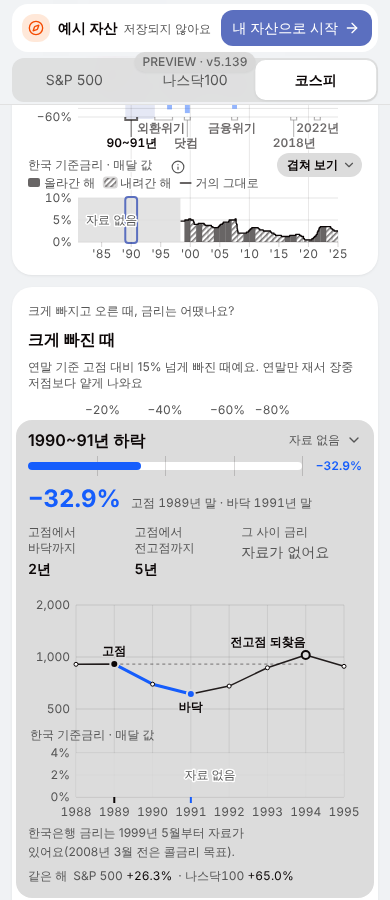 예시 자산 저장되지 않아요
내 자산으로 시작 →
PREVIEW · v5.139
S&P 500 나스닥100 코스피
−60%
외환위기 금융위기 2022년
90~91년 닷컴 2018년
한국 기준금리 · 매달 값 ⓘ 겹쳐 보기
올라간 해 내려간 해 거의 그대로
10%
5%
자료 없음
0%
'85 '90 '95 '00 '05 '10 '15 '20 '25
크게 빠지고 오른 때, 금리는 어땠나요?
크게 빠진 때
연말 기준 고점 대비 15% 넘게 빠진 때예요. 연말만 재서 장중
저점보다 얕게 나와요
−20% −40% −60% −80%
1990~91년 하락 자료 없음
−32.9%
−32.9% 고점 1989년 말 · 바닥 1991년 말
고점에서 고점에서 그 사이 금리
바닥까지 전고점까지 자료가 없어요
2년 5년
2,000
전고점 되찾음
고점
1,000
바닥
500
한국 기준금리 · 매달 값
4%
2%
자료 없음
0%
1988 1989 1990 1991 1992 1993 1994 1995
한국은행 금리는 1999년 5월부터 자료가
있어요(2008년 3월 전은 콜금리 목표).
같은 해 S&P 500 +26.3% · 나스닥100 +65.0%